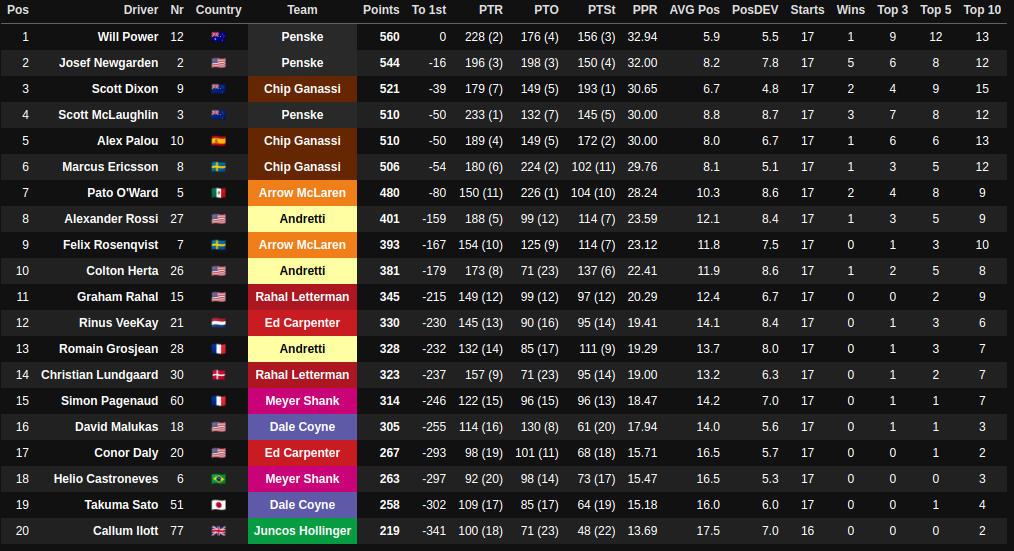 Pos Driver Nr Country Team Points To 1st PTR PTO PTSt PPR AVG Pos PosDEV Starts Wins Top 3 Top 5 Top 10
1 Will Power 12 Penske 560 0 228 (2) 176 (4) 156 (3) 32.94 5.9 5.5 17 1 9 12 13
2 Josef Newgarden 2 Penske 544 -16 196 (3) 198 (3) 150 (4) 32.00 8.2 7.8 17 5 6 8 12
3 Scott Dixon 9 Chip Ganassi 521 -39 179 (7) 149 (5) 193 (1) 30.65 6.7 4.8 17 2 4 9 15
4 Scott McLaughlin 3 Penske 510 -50 233 (1) 132 (7) 145 (5) 30.00 8.8 8.7 17 3 7 8 12
5 Alex Palou 10 Chip Ganassi 510 -50 189 (4) 149 (5) 172 (2) 30.00 8.0 7.0 17 1 6 6 13
6 Marcus Ericsson 8 Chip Ganassi 506 -54 180 (6) 224 (2) 102 (11) 29.76 8.1 5.1 17 1 3 5 12
7 Pato O'Ward 5 Arrow McLaren 480 -80 150 (11) 226 (1) 104 (10) 28.24 10.3 8.6 17 2 4 8 9
8 Alexander Rossi 27 Andretti 401 -159 188 (5) 99 (12) 114 (7) 23.59 12.1 8.4 17 1 3 5 9
9 Felix Rosenqvist 7 Arrow McLaren 393 -167 154 (10) 125 (9) 114 (7) 23.12 11.8 7.5 17 0 1 3 10
10 Colton Herta 26 Andretti 381 -179 173 (8) 71 (23) 137 (6) 22.41 11.9 8.6 17 1 2 5 8
11 Graham Rahal 15 Rahal Letterman 345 -215 149 (12) 99 (12) 97 (12) 20.29 12.4 6.7 17 0 0 2 9
12 Rinus VeeKay 21 Ed Carpenter 330 -230 145 (13) 90 (16) 95 (14) 19.41 14.1 8.4 17 0 1 3 6
13 Romain Grosjean 28 Andretti 328 -232 132 (14) 85 (17) 111 (9) 19.29 13.7 8.0 17 0 1 3 7
14 Christian Lundgaard 30 Rahal Letterman 323 -237 157 (9) 71 (23) 95 (14) 19.00 13.2 6.3 17 0 1 2 7
15 Simon Pagenaud 60 Meyer Shank 314 -246 122 (15) 96 (15) 96 (13) 18.47 14.2 7.0 17 0 1 1 7
16 David Malukas 18 Dale Coyne 305 -255 114 (16) 130 (8) 61 (20) 17.94 14.0 5.6 17 0 1 1 3
17 Conor Daly 20 Ed Carpenter 267 -293 98 (19) 101 (11) 68 (18) 15.71 16.5 5.7 17 0 0 1 2
18 Helio Castroneves 6 Meyer Shank 263 -297 92 (20) 98 (14) 73 (17) 15.47 16.5 5.3 17 0 0 0 3
19 Takuma Sato 51 Dale Coyne 258 -302 109 (17) 85 (17) 64 (19) 15.18 16.0 6.0 17 0 0 1 4
20 Callum Ilott 77 Juncos Hollinger 219 -341 100 (18) 71 (23) 48 (22) 13.69 17.5 7.0 16 0 0 0 2